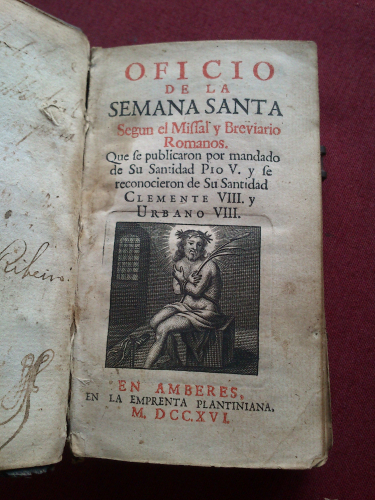 Ribeiro
OFICIO
DE LA
SEMANA SANTA
Segun el Missal y Breviario
Romanos.
Que se publicaron por mandado
de Su Santidad PIO V. y se
reconocieron de Su Santidad
CLEMENTE VIII. y
URBANO VIII.
EN AMBERES,
EN LA EMPRENTA PLANTINIANA,
M. DCC.XVI.